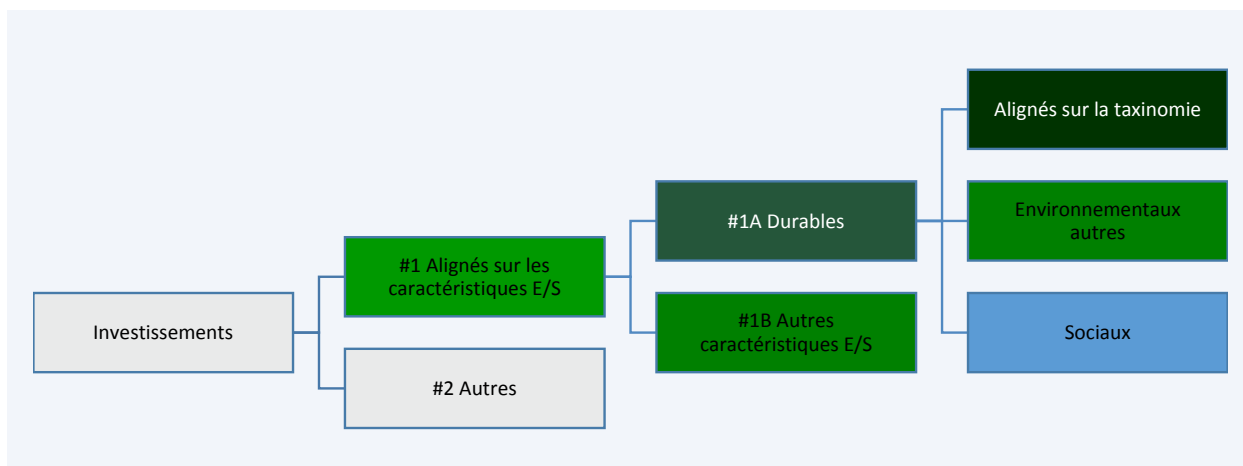 Investissements
#1 Alignés sur les
caractéristiques E/S
#2 Autres
#1A Durables
#1B Autres
caractéristiques E/S
Alignés sur la taxinomie
Environnementaux
autres
Sociaux